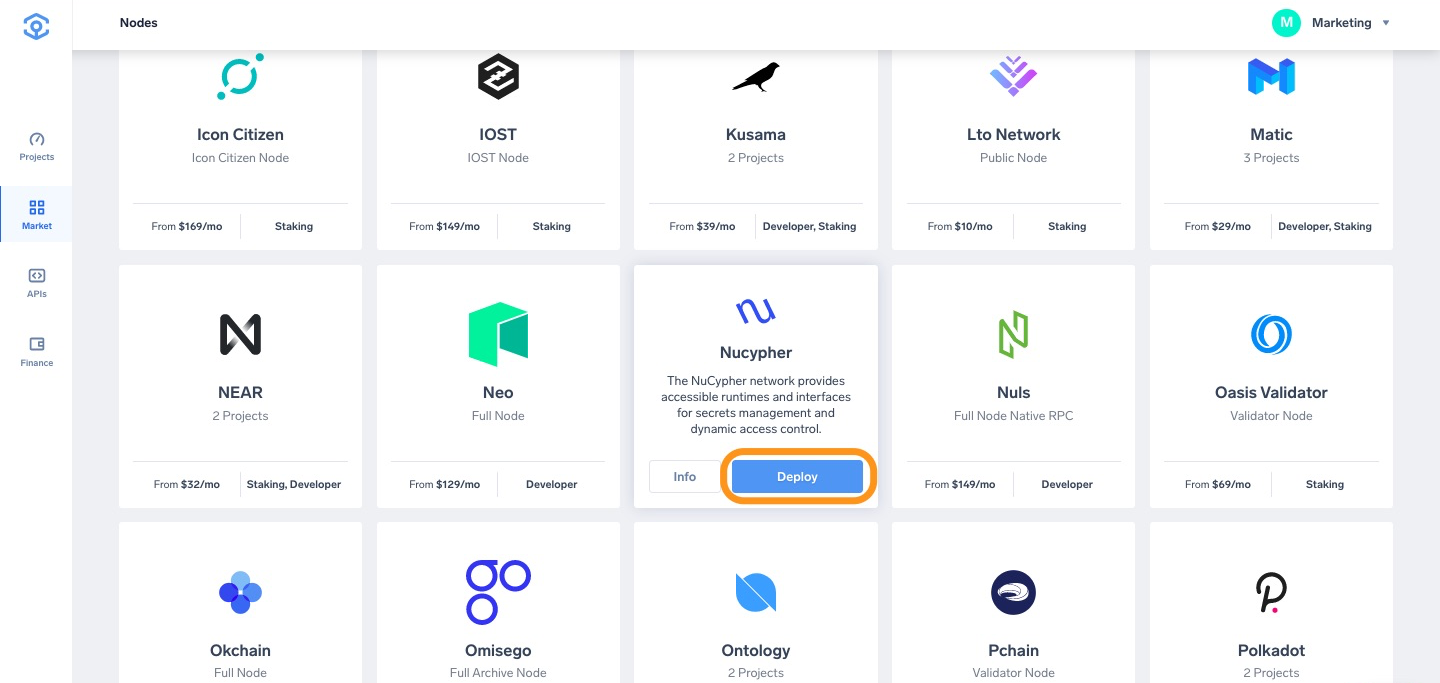 Nodes
M Marketing
Projects
Market
APIs
Finance
Icon Citizen
Icon Citizen Node
From $169/mo
Staking
IOST
IOST Node
From $149/mo
Staking
Kusama
2 Projects
From $39/mo
Developer, Staking
Lto Network
Public Node
From $10/mo
Staking
Matic
3 Projects
From $29/mo
Developer, Staking
NEAR
2 Projects
From $32/mo
Staking, Developer
Neo
Full Node
From $129/mo
Developer
Nucypher
The NuCypher network provides
accessible runtimes and interfaces
for secrets management and
dynamic access control.
Info
Deploy
Nuls
Full Node Native RPC
From $149/mo
Developer
Oasis Validator
Validator Node
From $69/mo
Staking
Okchain
Full Node
Omisego
Full Archive Node
Ontology
2 Projects
Pchain
Validator Node
Polkadot
2 Projects